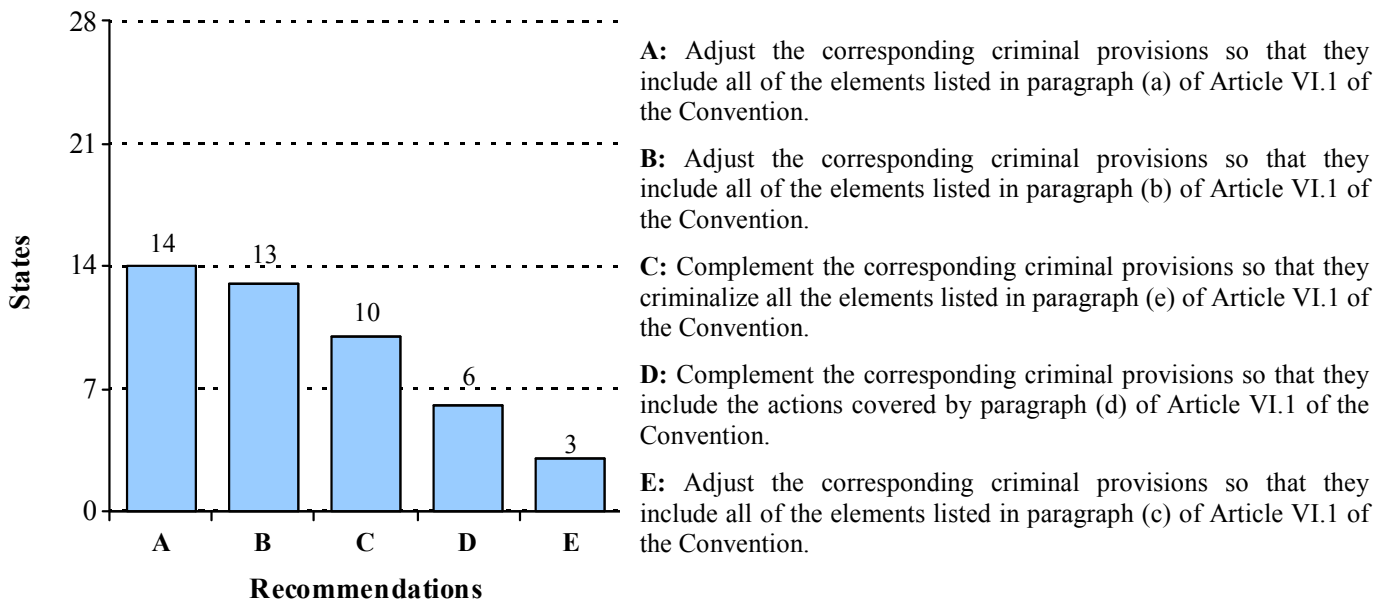 28
21
14
7
0
States
14
13
10
6
3
A B C D E
Recommendations
A: Adjust the corresponding criminal provisions so that they
include all of the elements listed in paragraph (a) of Article VI.1 of
the Convention.
B: Adjust the corresponding criminal provisions so that they
include all of the elements listed in paragraph (b) of Article VI.1 of
the Convention.
C: Complement the corresponding criminal provisions so that they
criminalize all the elements listed in paragraph (e) of Article VI.1 of
the Convention.
D: Complement the corresponding criminal provisions so that they
include the actions covered by paragraph (d) of Article VI.1 of the
Convention.
E: Adjust the corresponding criminal provisions so that they
include all of the elements listed in paragraph (c) of Article VI.1 of
the Convention.